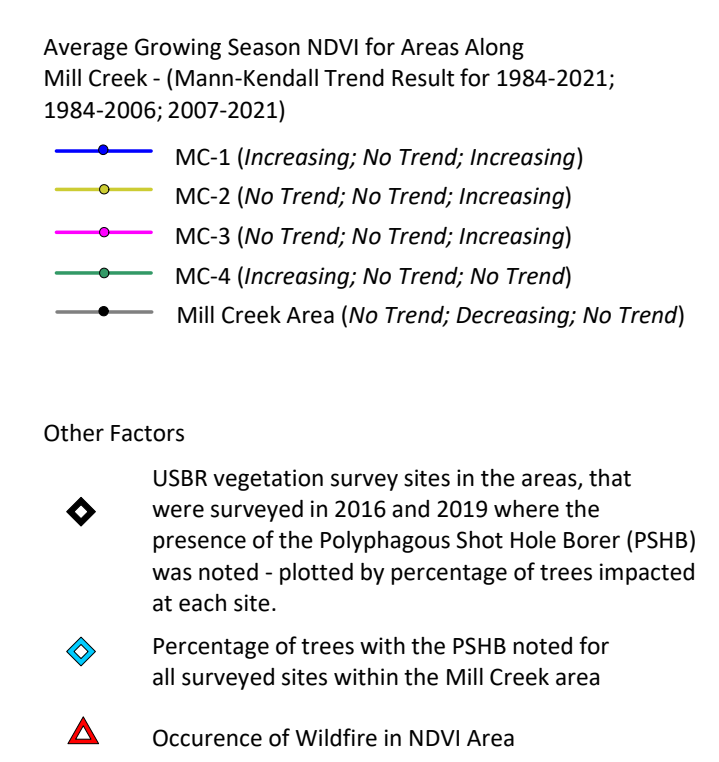 Average Growing Season NDVI for Areas Along
Mill Creek - (Mann-Kendall Trend Result for 1984-2021;
1984-2006; 2007-2021)
MC-1 (Increasing; No Trend; Increasing)
MC-2 (No Trend; No Trend; Increasing)
MC-3 (No Trend; No Trend; Increasing)
MC-4 (Increasing; No Trend; No Trend)
Mill Creek Area (No Trend; Decreasing; No Trend)
Other Factors
USBR vegetation survey sites in the areas, that
were surveyed in 2016 and 2019 where the
presence of the Polyphagous Shot Hole Borer (PSHB)
was noted - plotted by percentage of trees impacted
at each site.
Percentage of trees with the PSHB noted for
all surveyed sites within the Mill Creek area
Occurence of Wildfire in NDVI Area